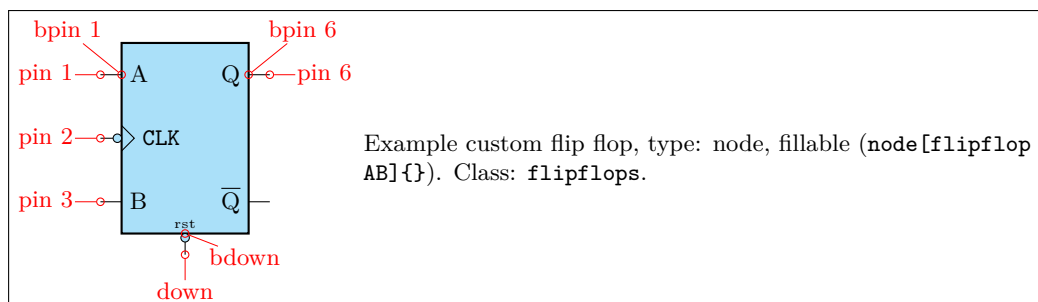 bpin 1 bpin 6
pin 1 A Q pin 6
pin 2 CLK
Example custom flip flop, type: node, fillable (node[flipflop
AB]{}). Class: flipflops.
pin 3 B Q̅
rst
bdown
down